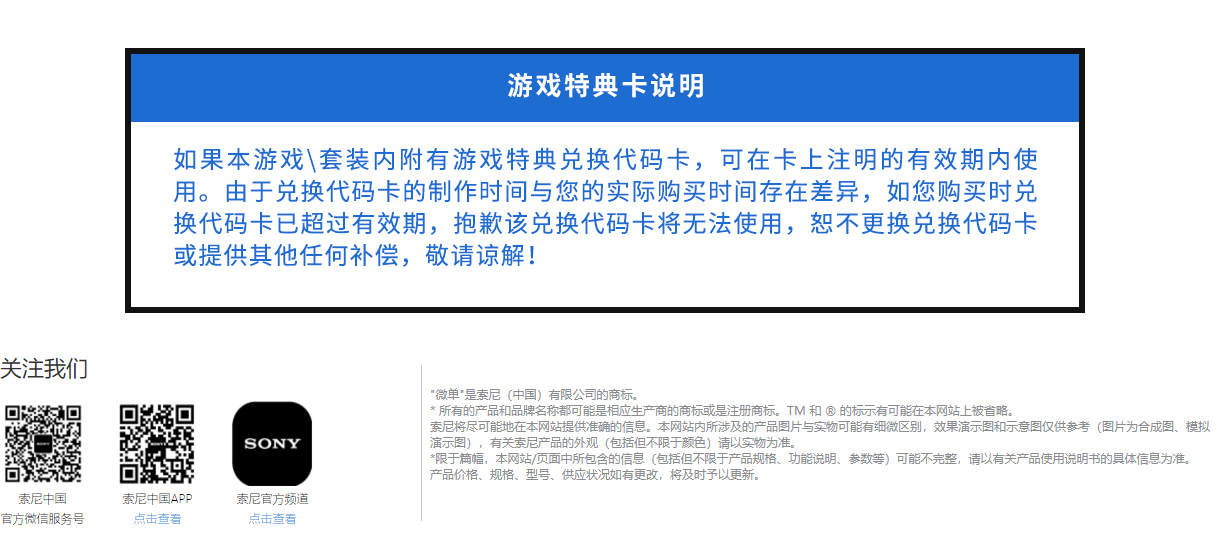 游戏特典卡说明
如果本游戏\套装内附有游戏特典兑换代码卡，可在卡上注明的有效期内使
用。由于兑换代码卡的制作时间与您的实际购买时间存在差异，如您购买时兑
换代码卡已超过有效期，抱歉该兑换代码卡将无法使用，恕不更换兑换代码卡
或提供其他任何补偿，敬请谅解！
关注我们
SONY
索尼中国
官方微信服务号
索尼中国APP
点击查看
索尼官方频道
点击查看
"微单"是索尼（中国）有限公司的商标。
* 所有的产品和品牌名称都可能是相应生产商的商标或是注册商标。TM 和 ® 的标示有可能在本网站上被省略。
索尼将尽可能地在本网站提供准确的信息。本网站内所涉及的产品图片与实物可能有细微区别，效果演示图和示意图仅供参考（图片为合成图、模拟
演示图），有关索尼产品的外观（包括但不限于颜色）请以实物为准。
*限于篇幅，本网站/页面中所包含的信息（包括但不限于产品规格、功能说明、参数等）可能不完整，请以有关产品使用说明书的具体信息为准。
产品价格、规格、型号、供应状况如有更改，将及时予以更新。